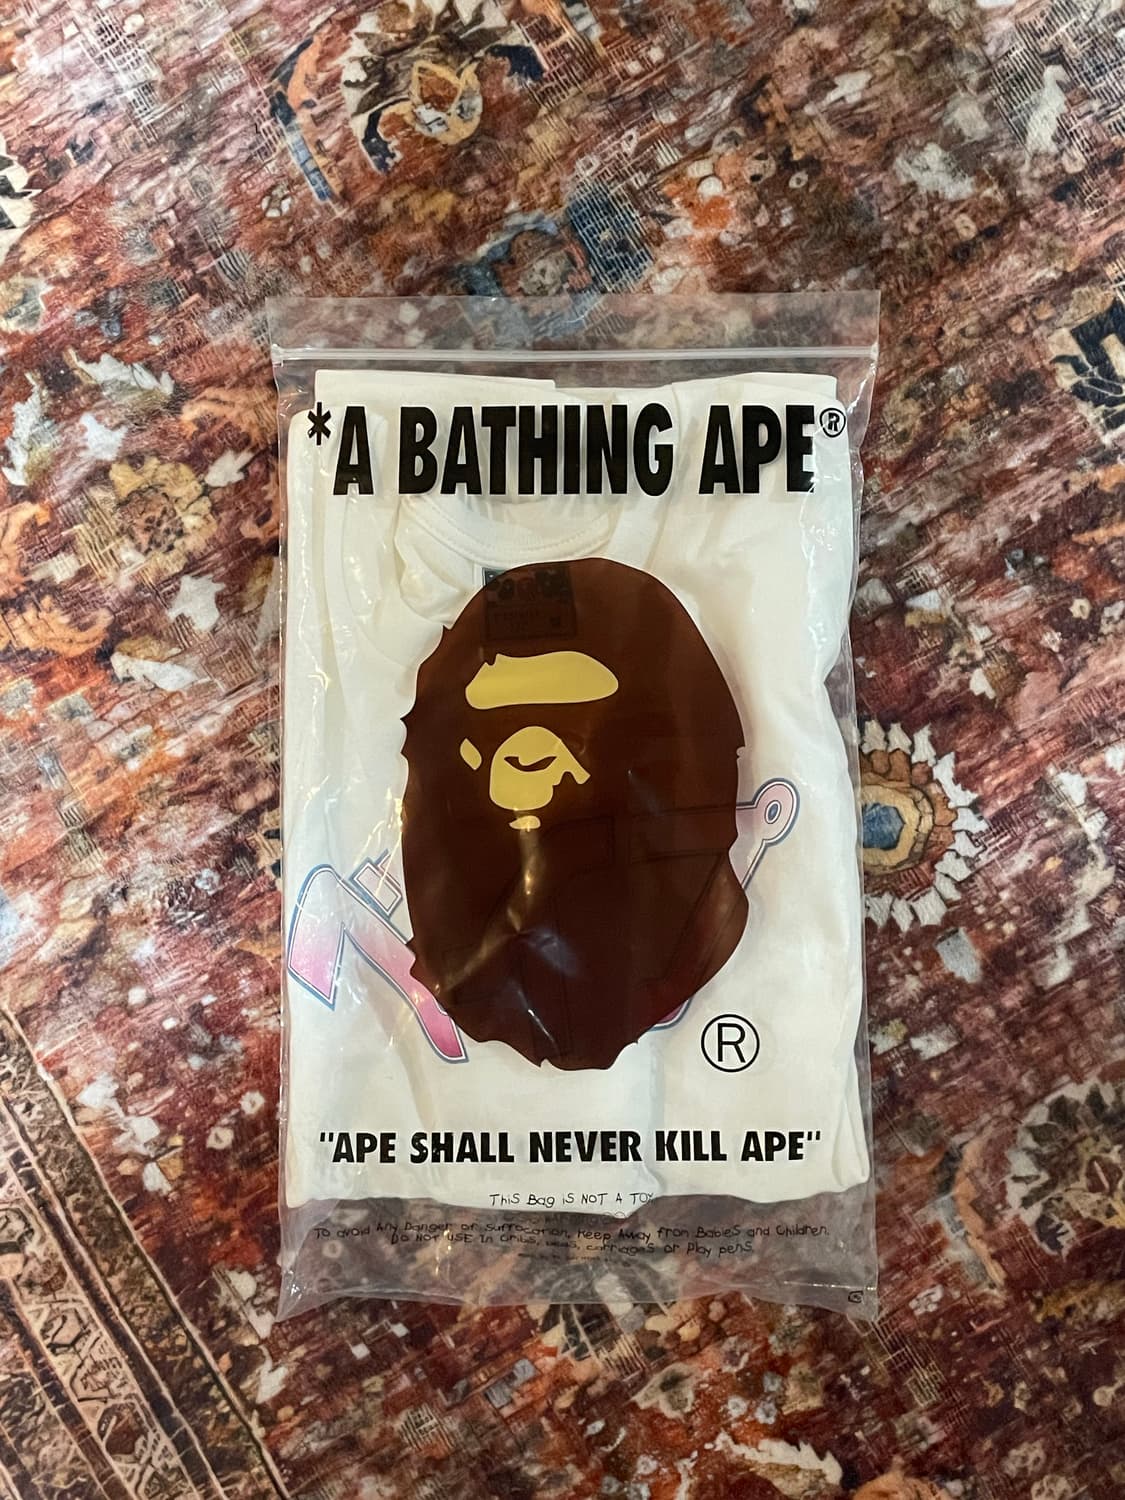 *A BATHING APE®
®
"APE SHALL NEVER KILL APE"
This Bag is NOT A TOY
To avoid Any Danger of Suffocation, Keep Away from Babies and Children.
Do NOT USE In Cribs, Beds, carriages or Play pens.